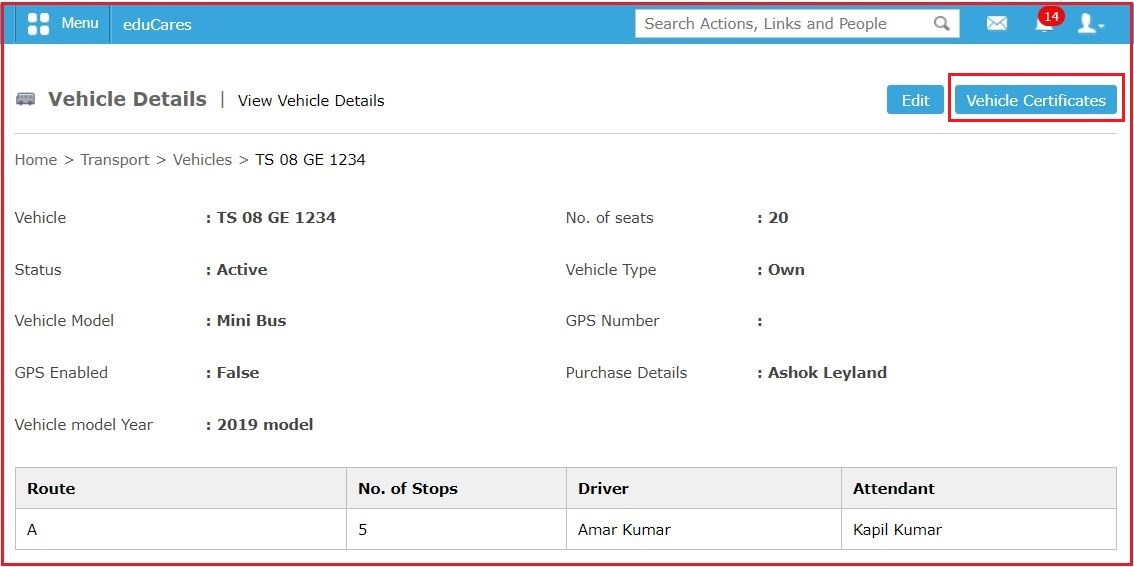 Menu eduCares Search Actions, Links and People 14
Vehicle Details | View Vehicle Details Edit Vehicle Certificates
Home > Transport > Vehicles > TS 08 GE 1234
Vehicle : TS 08 GE 1234 No. of seats : 20
Status : Active Vehicle Type : Own
Vehicle Model : Mini Bus GPS Number :
GPS Enabled : False Purchase Details : Ashok Leyland
Vehicle model Year : 2019 model
Route No. of Stops Driver Attendant
A 5 Amar Kumar Kapil Kumar